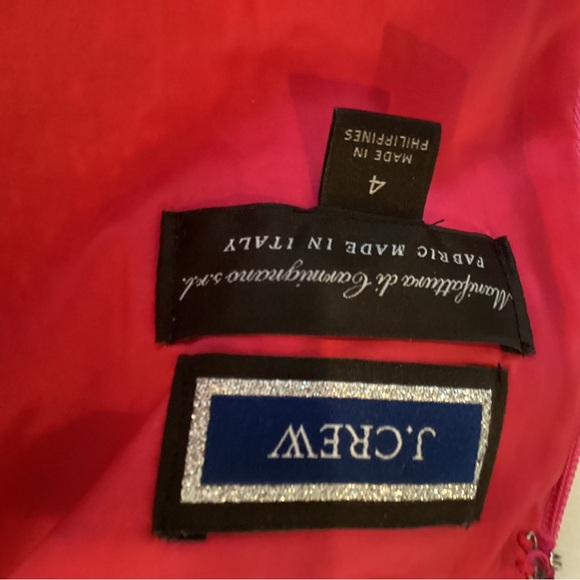 J.CREW
Manifattura di Carmignano s.r.l.
FABRIC MADE IN ITALY
4
MADE IN
PHILIPPINES